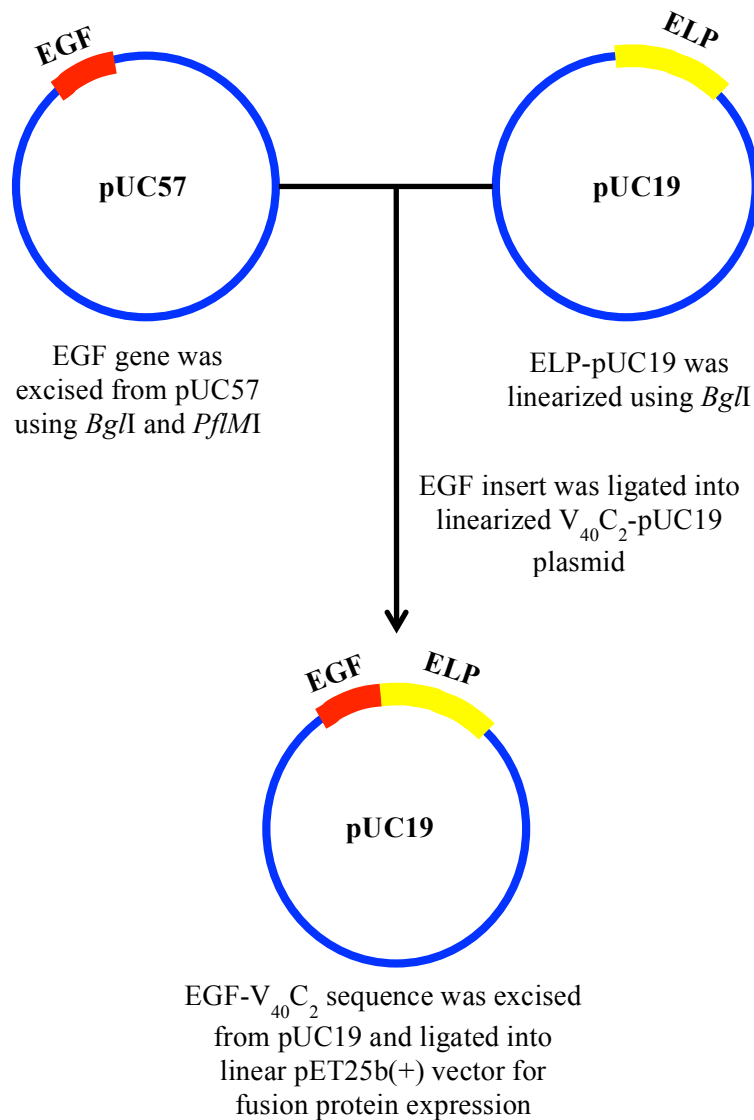 EGF
ELP
pUC57
pUC19
EGF gene was
excised from pUC57
using BglI and PflMI
ELP-pUC19 was
linearized using BglI
EGF insert was ligated into
linearized V₄₀C₂-pUC19
plasmid
EGF
ELP
pUC19
EGF-V₄₀C₂ sequence was excised
from pUC19 and ligated into
linear pET25b(+) vector for
fusion protein expression